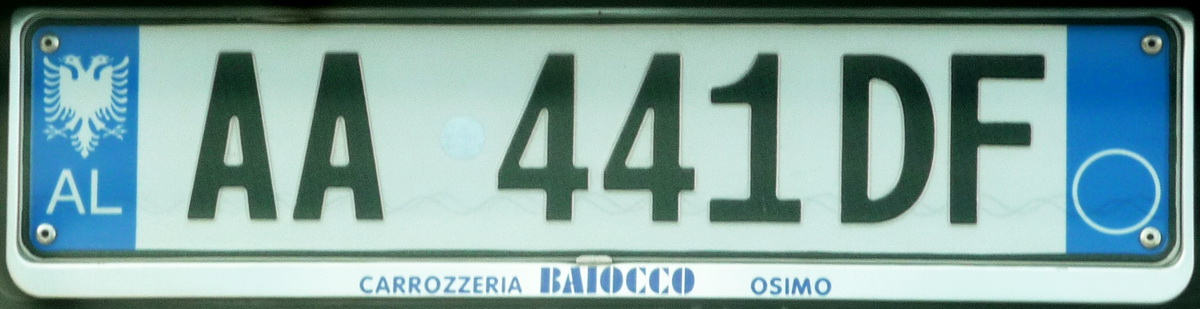 AL AA 441DF
CARROZZERIA BAIOCCO OSIMO